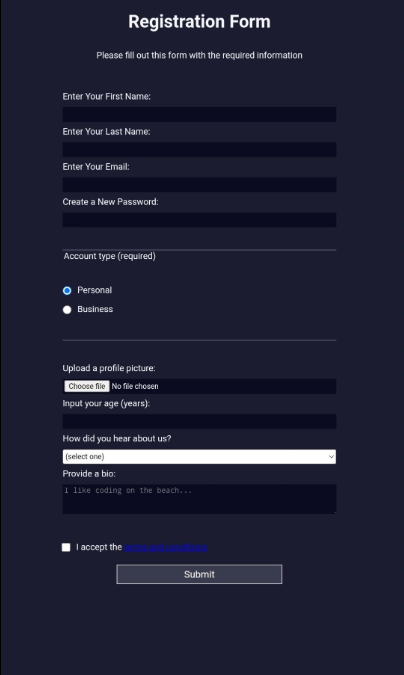 Registration Form
Please fill out this form with the required information
Enter Your First Name:
Enter Your Last Name:
Enter Your Email:
Create a New Password:
Account type (required)
Personal
Business
Upload a profile picture:
Choose file No file chosen
Input your age (years):
How did you hear about us?
(select one)
Provide a bio:
I like coding on the beach...
I accept the terms and conditions
Submit